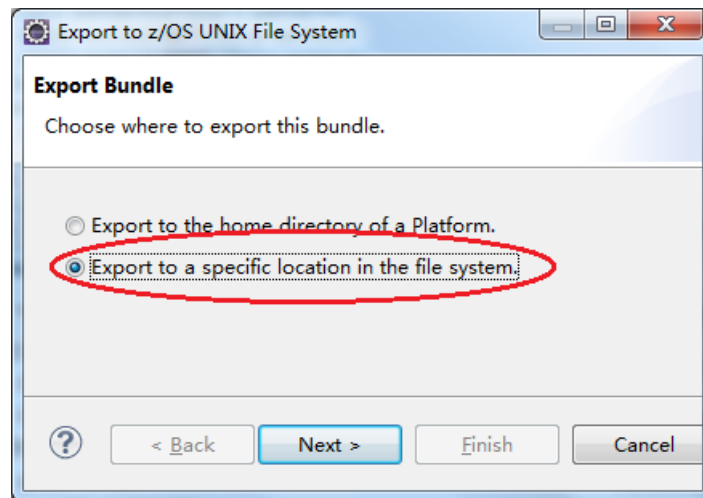 Export to z/OS UNIX File System
Export Bundle
Choose where to export this bundle.
Export to the home directory of a Platform.
Export to a specific location in the file system.
? < Back Next > Finish Cancel